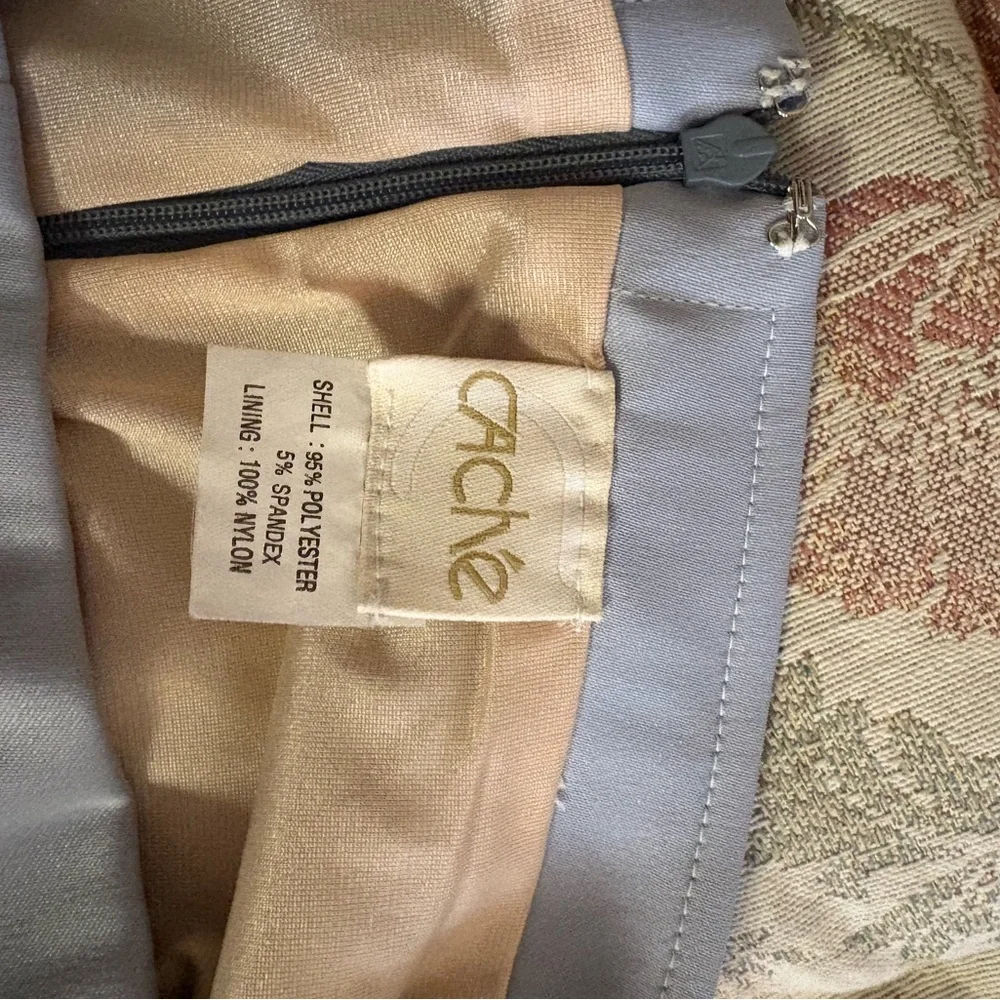 CAChé
SHELL : 95% POLYESTER
5% SPANDEX
LINING : 100% NYLON